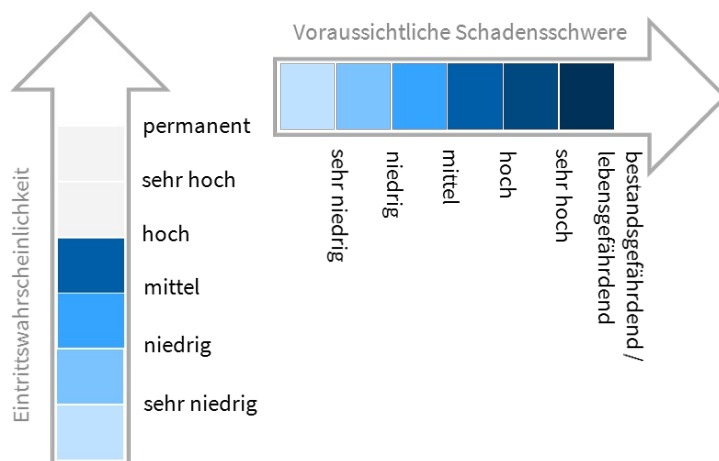 Voraussichtliche Schadensschwere
permanent
sehr hoch
hoch
mittel
niedrig
sehr niedrig
Eintrittswahrscheinlichkeit
sehr niedrig
niedrig
mittel
hoch
sehr hoch
bestandsgefährdend /
lebensgefährdend